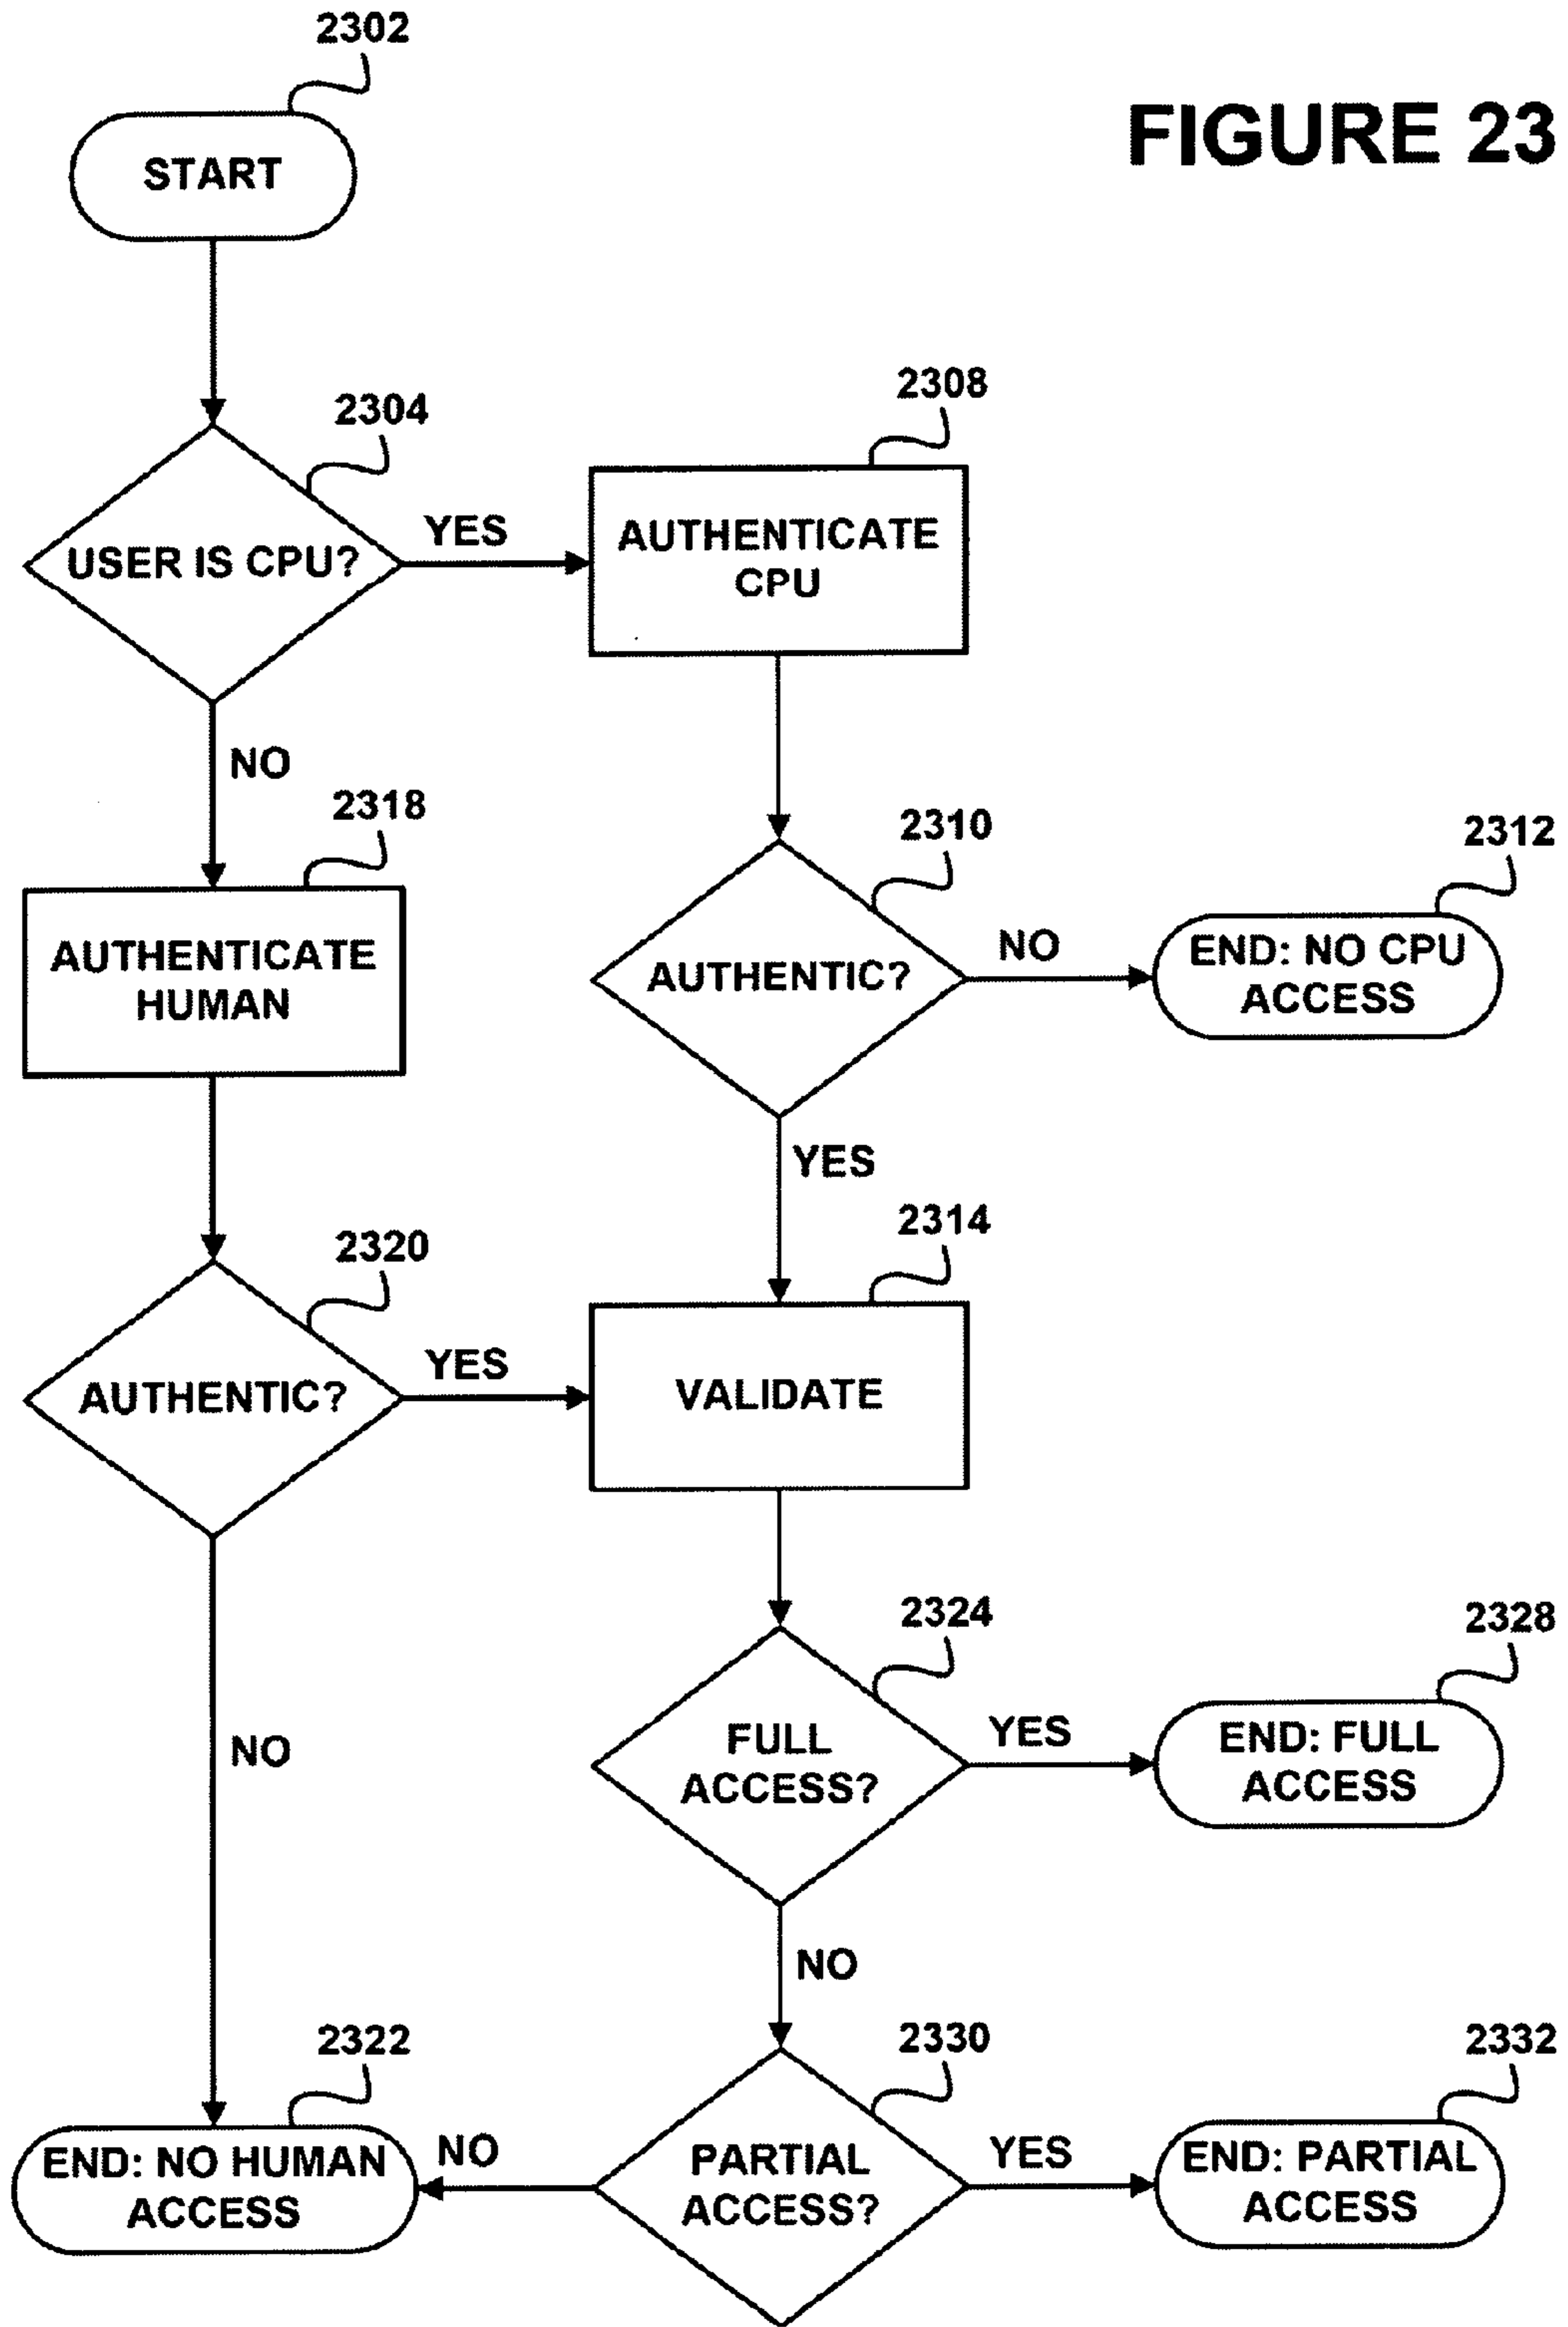 2302
FIGURE 23
START
2304
2308
USER IS CPU?
YES
AUTHENTICATE
CPU
NO
2318
2310
2312
AUTHENTICATE
HUMAN
AUTHENTIC?
NO
END: NO CPU
ACCESS
YES
2320
2314
AUTHENTIC?
YES
VALIDATE
2324
2328
NO
FULL
ACCESS?
YES
END: FULL
ACCESS
NO
2322
2330
2332
END: NO HUMAN
ACCESS
NO
PARTIAL
ACCESS?
YES
END: PARTIAL
ACCESS